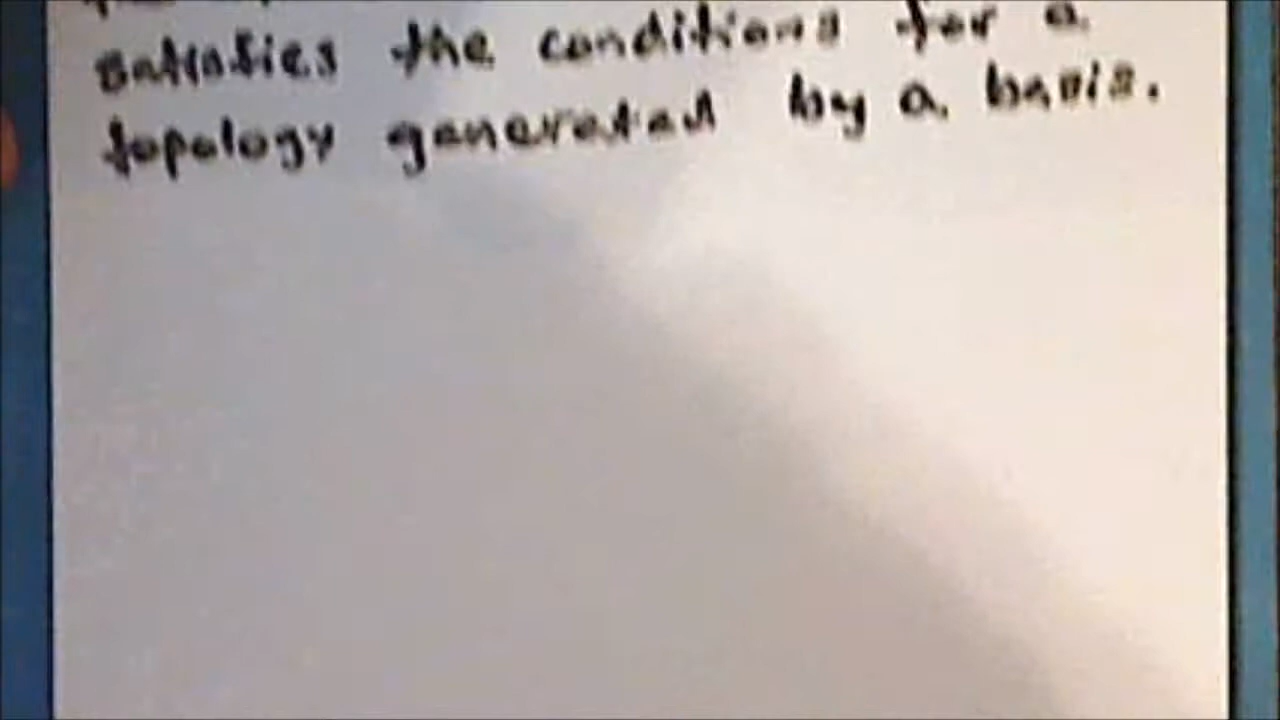 satisfies the conditions for a
topology generated by a basis.